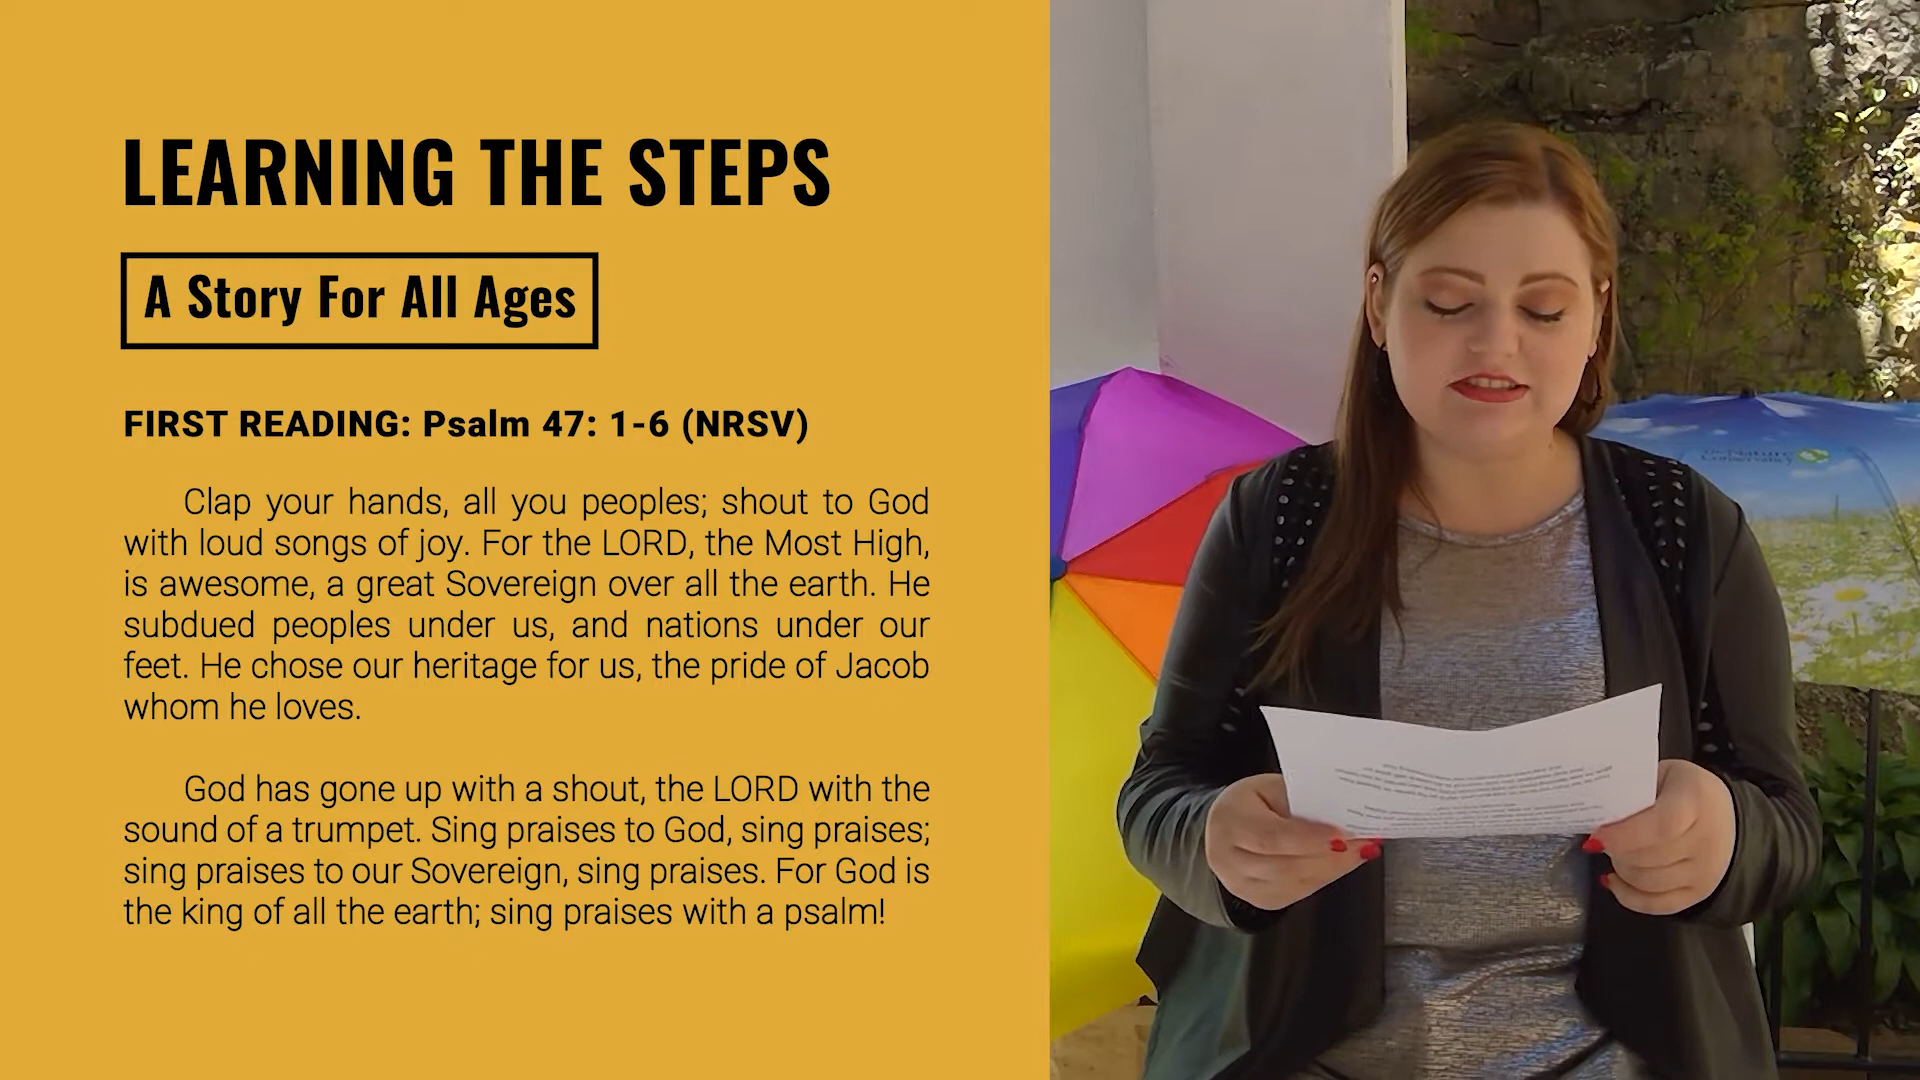 LEARNING THE STEPS
A Story For All Ages
FIRST READING: Psalm 47: 1-6 (NRSV)
Clap your hands, all you peoples; shout to God
with loud songs of joy. For the LORD, the Most High,
is awesome, a great Sovereign over all the earth. He
subdued peoples under us, and nations under our
feet. He chose our heritage for us, the pride of Jacob
whom he loves.
God has gone up with a shout, the LORD with the
sound of a trumpet. Sing praises to God, sing praises;
sing praises to our Sovereign, sing praises. For God is
the king of all the earth; sing praises with a psalm!
The Nature
Conservancy